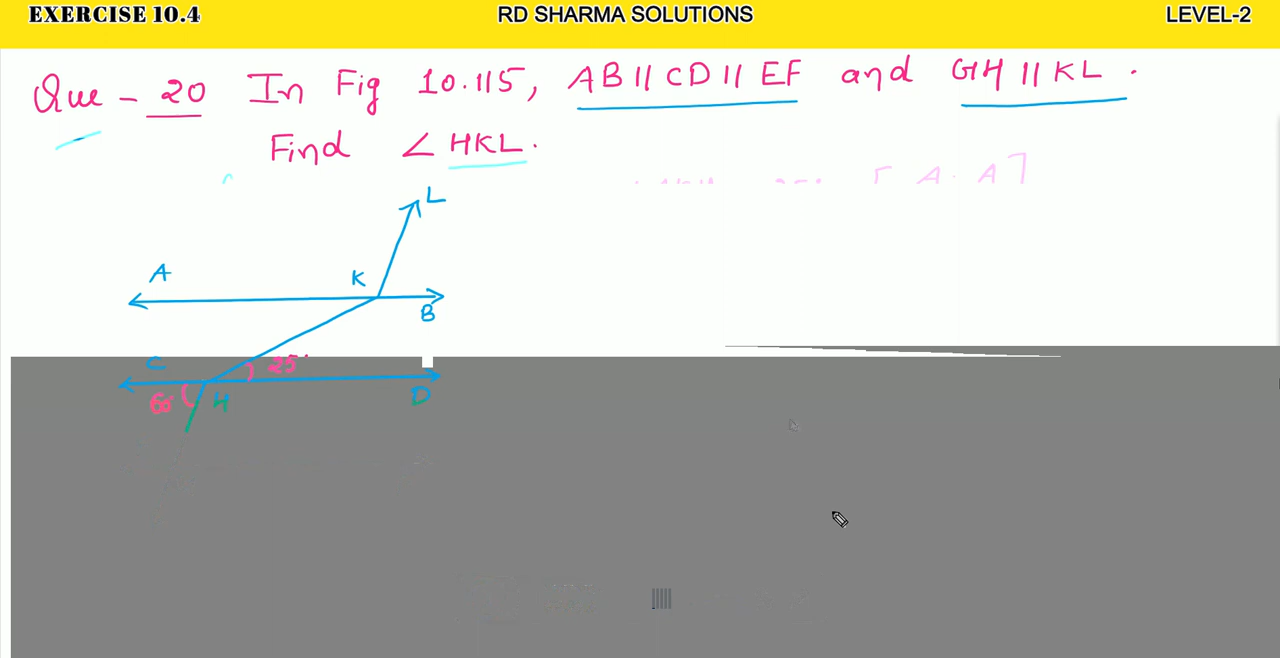 EXERCISE 10.4 RD SHARMA SOLUTIONS LEVEL-2
Que - 20 In Fig 10.115, AB || CD || EF and GH || KL.
Find ∠ HKL.
L
A K
B
C 25°
H D